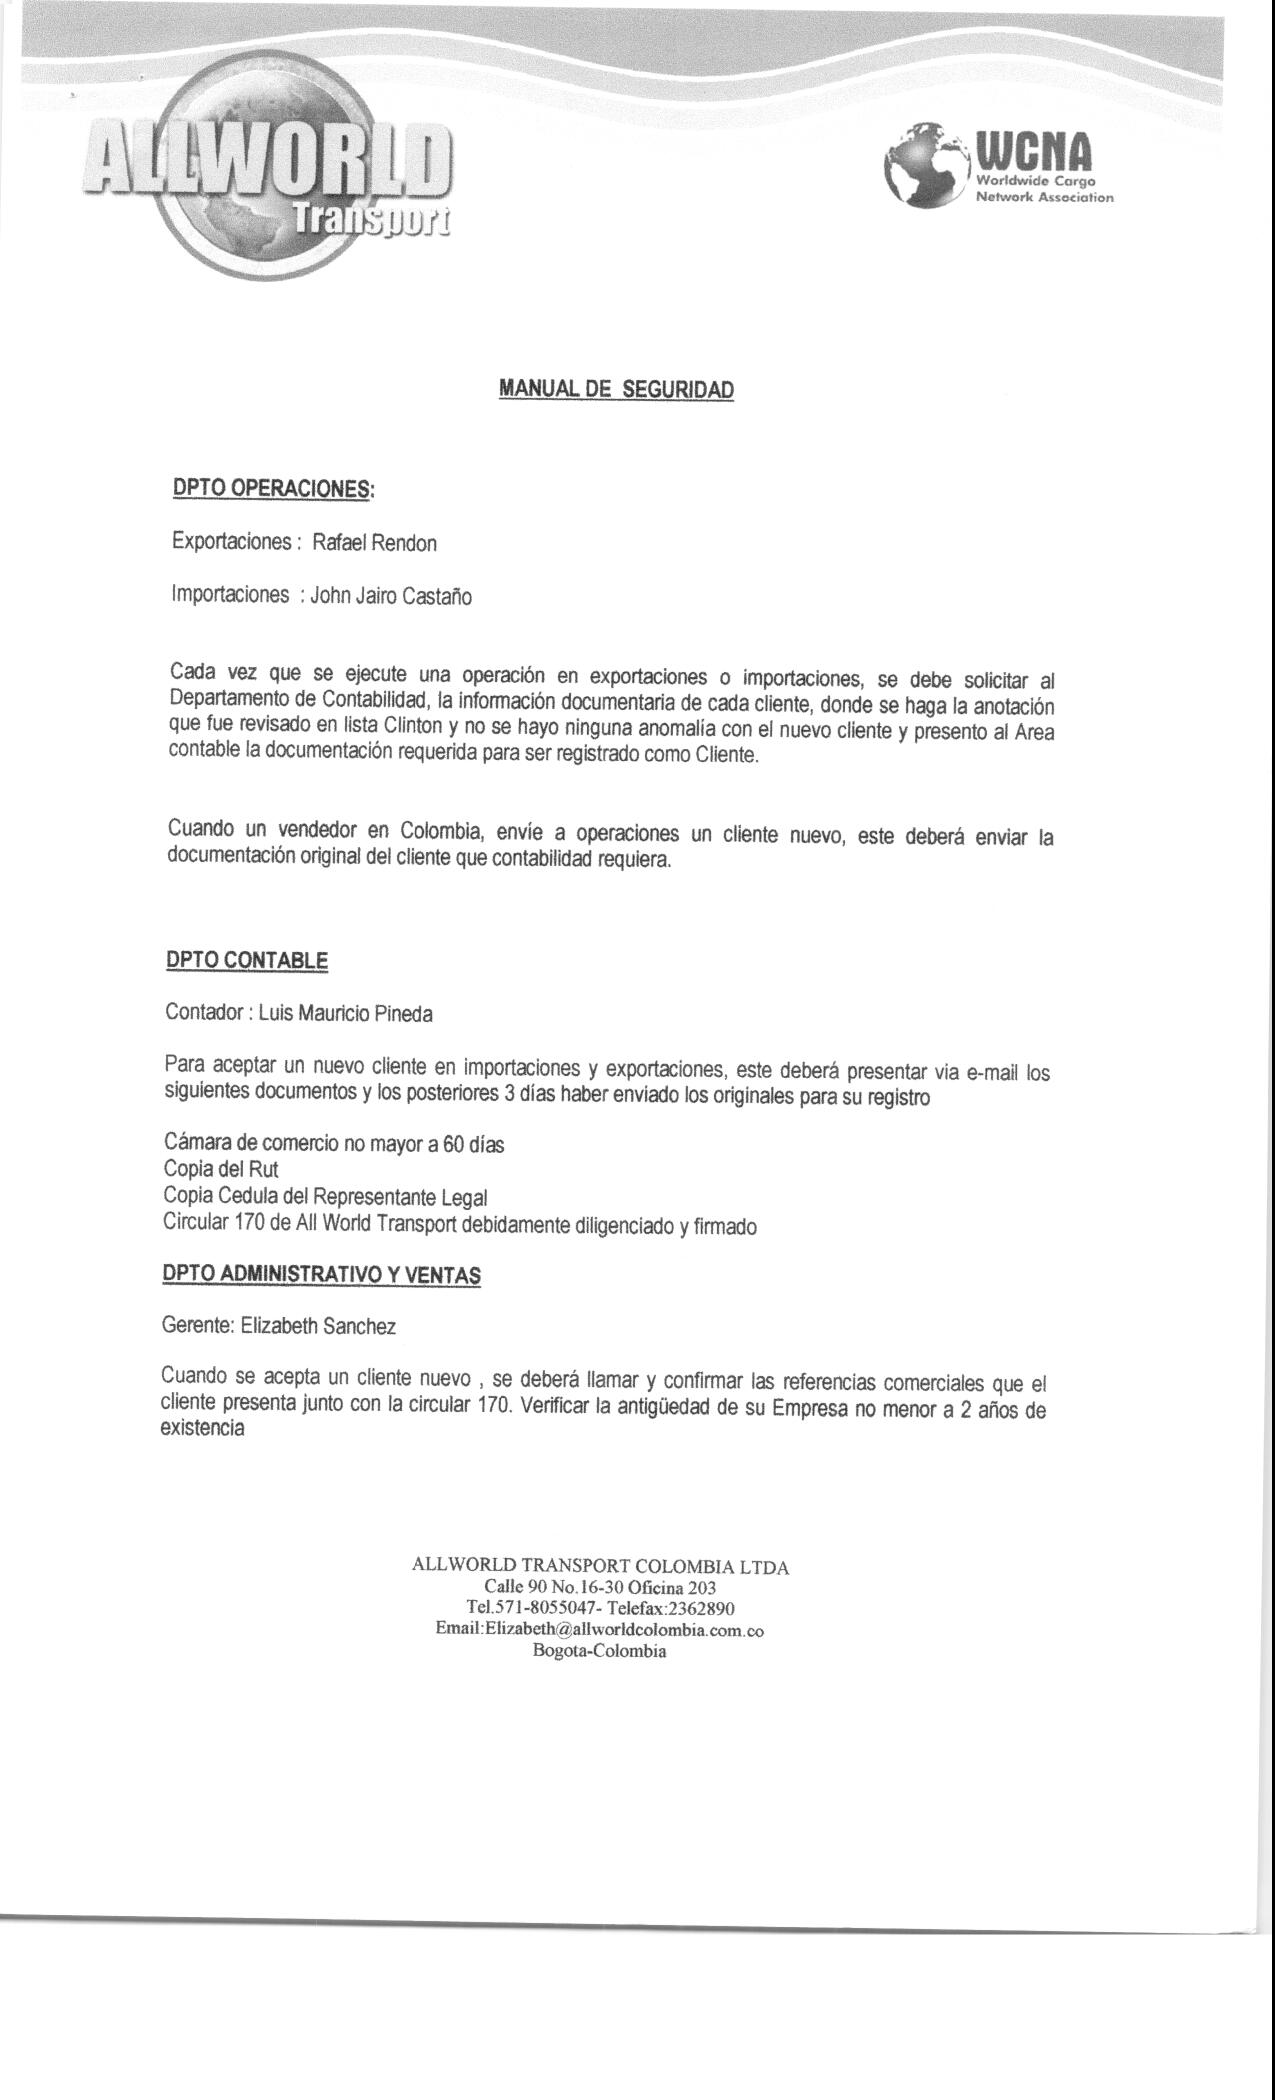 ALLWORLD
Transport
WCNA
Worldwide Cargo
Network Association
MANUAL DE SEGURIDAD
DPTO OPERACIONES:
Exportaciones : Rafael Rendon
Importaciones : John Jairo Castaño
Cada vez que se ejecute una operación en exportaciones o importaciones, se debe solicitar al
Departamento de Contabilidad, la información documentaria de cada cliente, donde se haga la anotación
que fue revisado en lista Clinton y no se hayo ninguna anomalía con el nuevo cliente y presento al Area
contable la documentación requerida para ser registrado como Cliente.
Cuando un vendedor en Colombia, envíe a operaciones un cliente nuevo, este deberá enviar la
documentación original del cliente que contabilidad requiera.
DPTO CONTABLE
Contador : Luis Mauricio Pineda
Para aceptar un nuevo cliente en importaciones y exportaciones, este deberá presentar via e-mail los
siguientes documentos y los posteriores 3 días haber enviado los originales para su registro
Cámara de comercio no mayor a 60 días
Copia del Rut
Copia Cedula del Representante Legal
Circular 170 de All World Transport debidamente diligenciado y firmado
DPTO ADMINISTRATIVO Y VENTAS
Gerente: Elizabeth Sanchez
Cuando se acepta un cliente nuevo , se deberá llamar y confirmar las referencias comerciales que el
cliente presenta junto con la circular 170. Verificar la antigüedad de su Empresa no menor a 2 años de
existencia
ALLWORLD TRANSPORT COLOMBIA LTDA
Calle 90 No.16-30 Oficina 203
Tel.571-8055047- Telefax:2362890
Email:Elizabeth@allworldcolombia.com.co
Bogota-Colombia